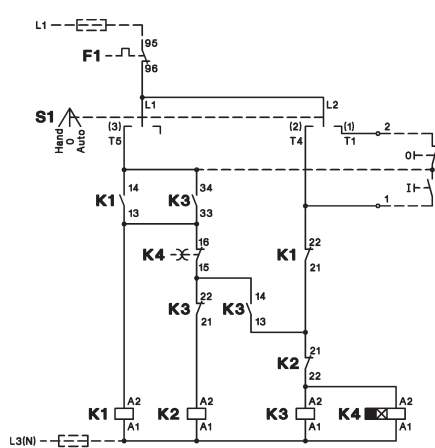 L1
95
F1
96
L1
L2
S1
Hand
0
Auto
(3)
(2)
(1)
2
T5
T4
T1
0
I
14
34
K1
K3
13
33
1
16
K4
15
K1
22
21
22
K3
21
14
K3
13
K2
21
22
A2
A2
A2
A2
K1
K2
K3
K4
A1
A1
A1
A1
L3(N)